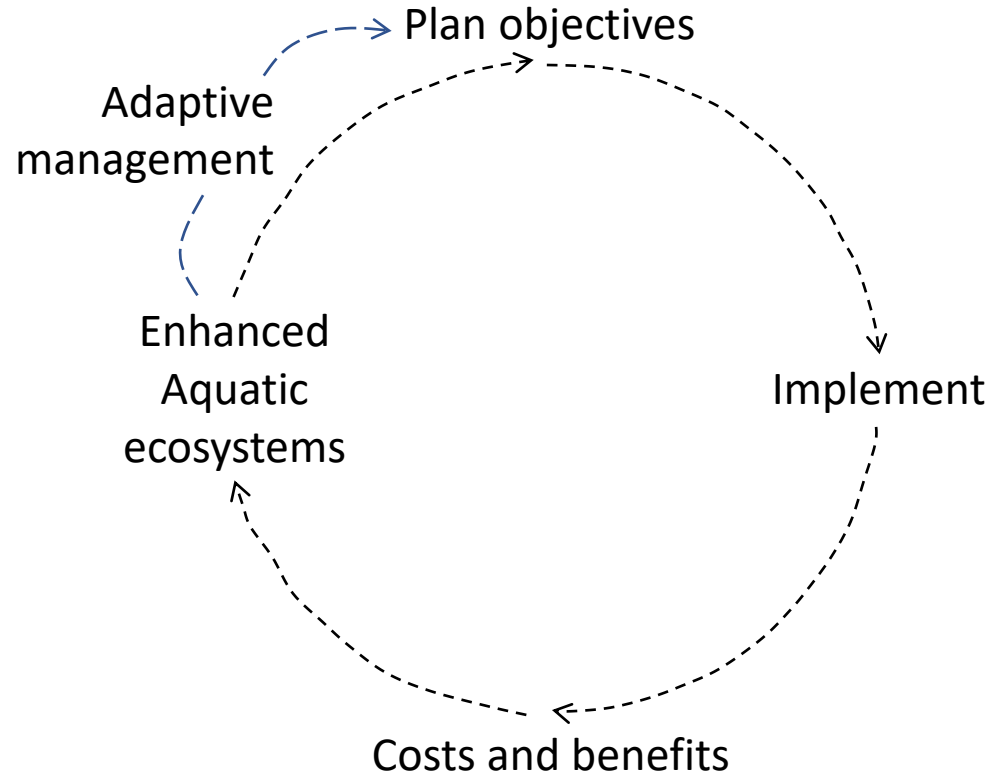 Plan objectives
Adaptive
management
Enhanced
Aquatic
ecosystems
Implement
Costs and benefits